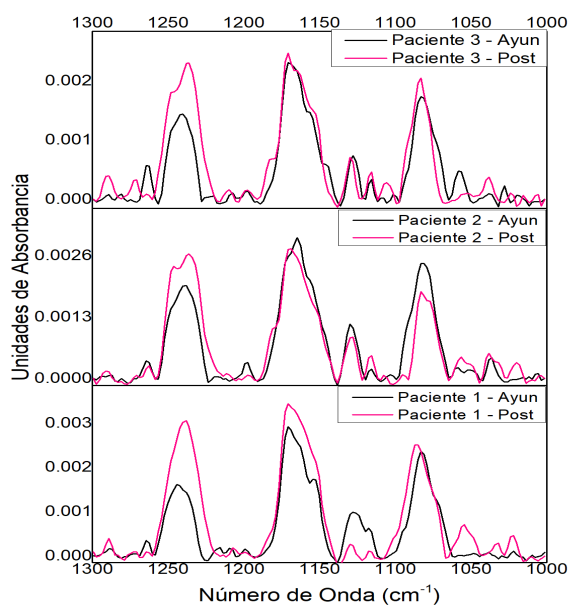 1300 1250 1200 1150 1100 1050 1000
Paciente 3 - Ayun
Paciente 3 - Post
0.002
0.001
0.000
Paciente 2 - Ayun
Paciente 2 - Post
0.0026
0.0013
0.0000
Unidades de Absorbancia
Paciente 1 - Ayun
Paciente 1 - Post
0.003
0.002
0.001
0.000
1300 1250 1200 1150 1100 1050 1000
Número de Onda (cm⁻¹)